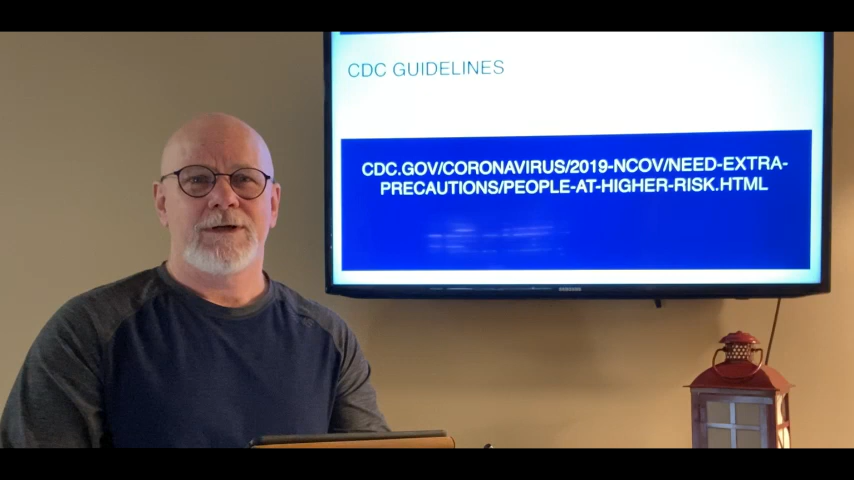 CDC GUIDELINES
CDC.GOV/CORONAVIRUS/2019-NCOV/NEED-EXTRA-
PRECAUTIONS/PEOPLE-AT-HIGHER-RISK.HTML